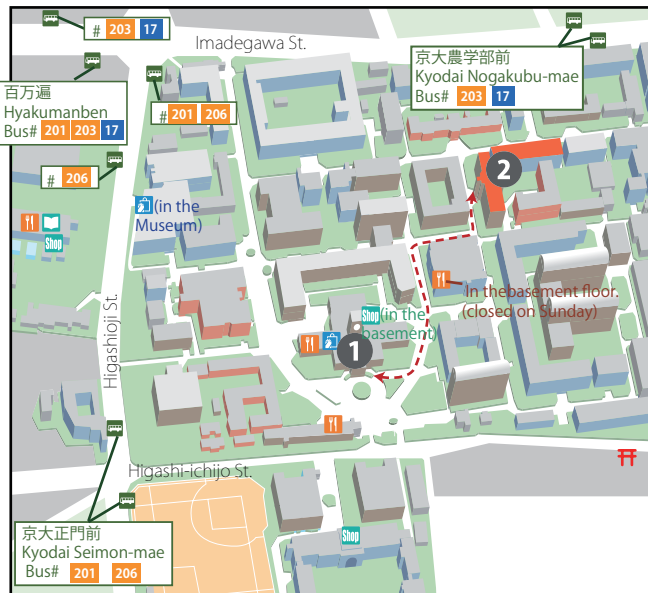 # 203 17
Imadegawa St.
京大農学部前
Kyodai Nogakubu-mae
Bus# 203 17
百万遍
Hyakumanben
Bus# 201 203 17
# 201 206
# 206
2
(in the
Museum)
Shop
In thebasement floor.
(closed on Sunday)
Shop (in the
basement)
1
Higashioji St.
Higashi-ichijo St.
京大正門前
Kyodai Seimon-mae
Bus# 201 206
Shop